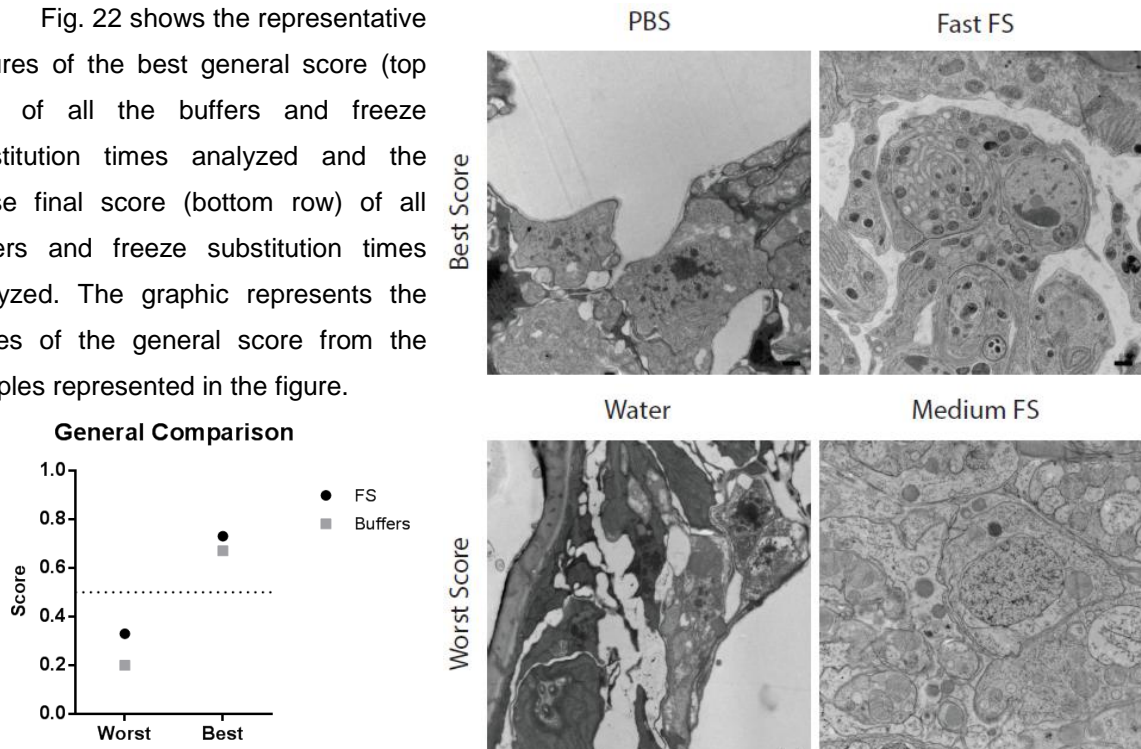 Fig. 22 shows the representative
ures of the best general score (top
of all the buffers and freeze
stitution times analyzed and the
se final score (bottom row) of all
ers and freeze substitution times
yzed. The graphic represents the
es of the general score from the
ples represented in the figure.
General Comparison
1.0
0.8
0.6
0.4
0.2
0.0
Score
Worst
Best
FS
Buffers
PBS
Fast FS
Best Score
Water
Medium FS
Worst Score